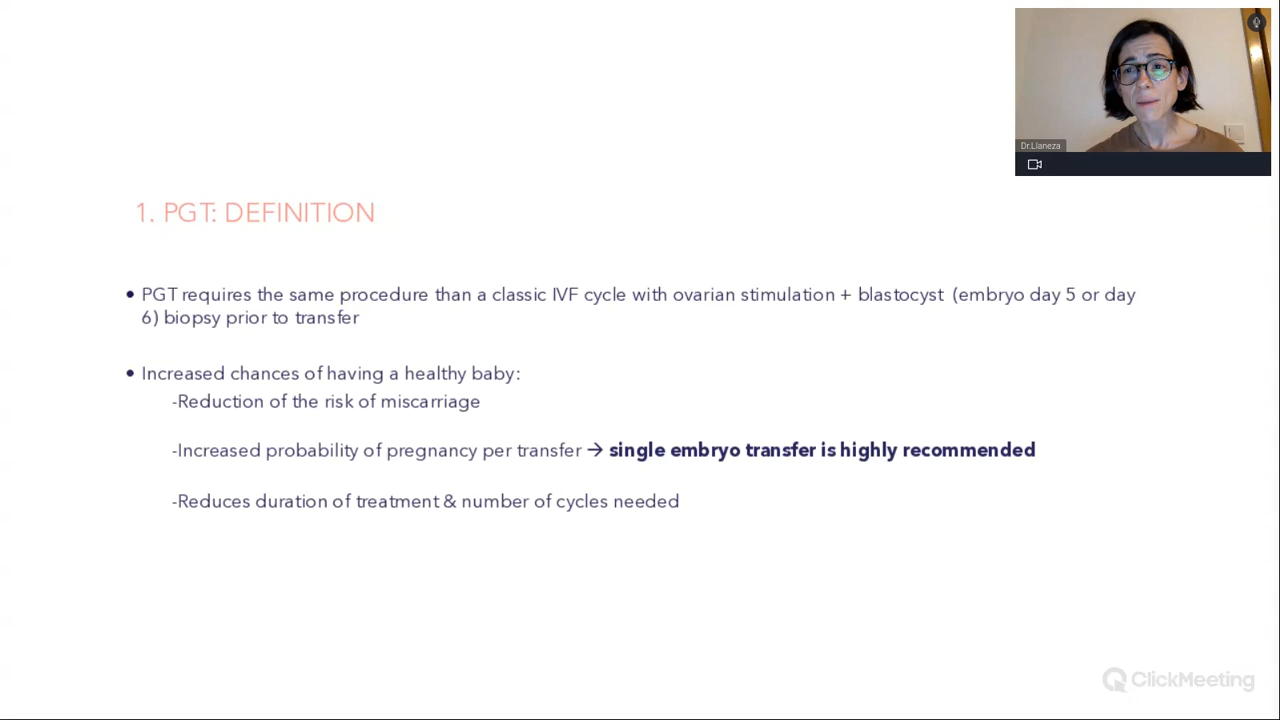 Dr.Llaneza
1. PGT: DEFINITION
• PGT requires the same procedure than a classic IVF cycle with ovarian stimulation + blastocyst (embryo day 5 or day
6) biopsy prior to transfer
• Increased chances of having a healthy baby:
-Reduction of the risk of miscarriage
-Increased probability of pregnancy per transfer → single embryo transfer is highly recommended
-Reduces duration of treatment & number of cycles needed
ClickMeeting